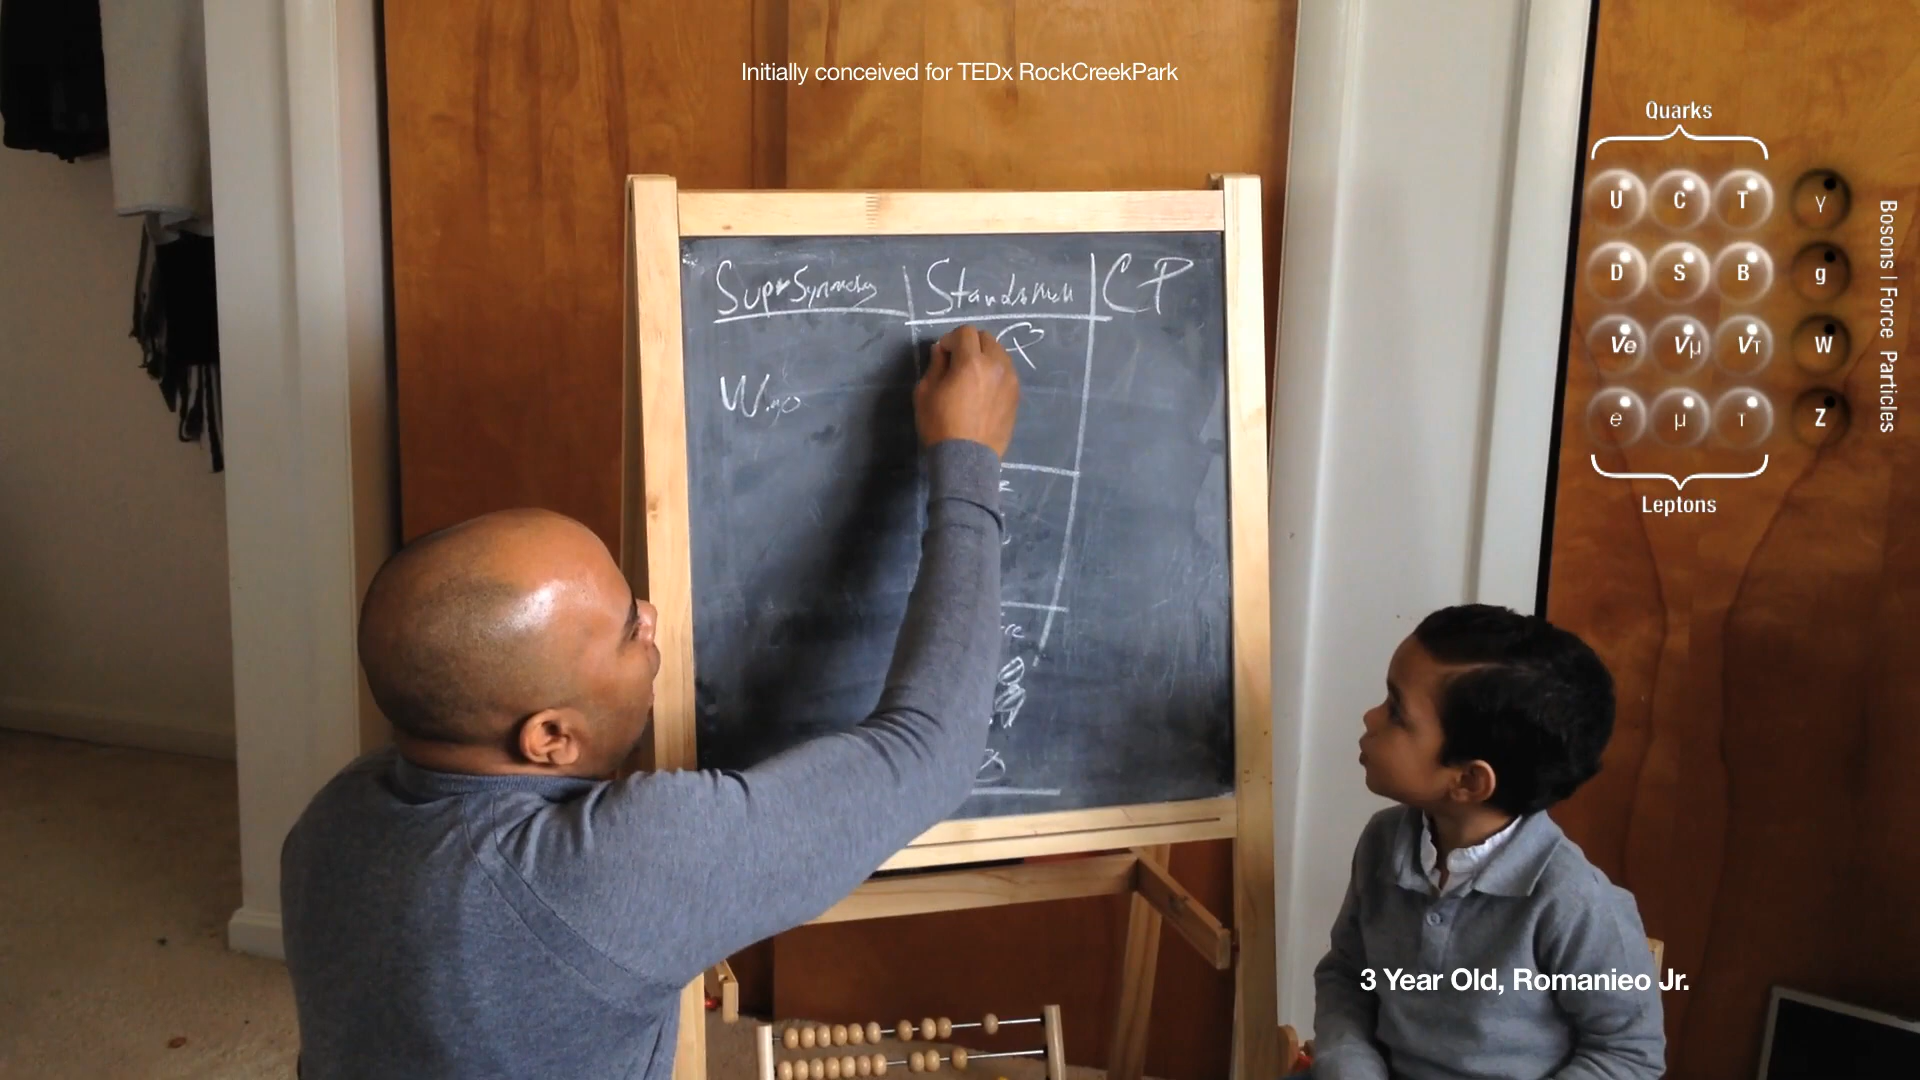 Initially conceived for TEDx RockCreekPark
Quarks
U C T γ
D S B g
Ve Vμ Vτ W
e μ τ Z
Leptons
Bosons | Force Particles
SuperSymmetry
CP
Wino
3 Year Old, Romanieo Jr.